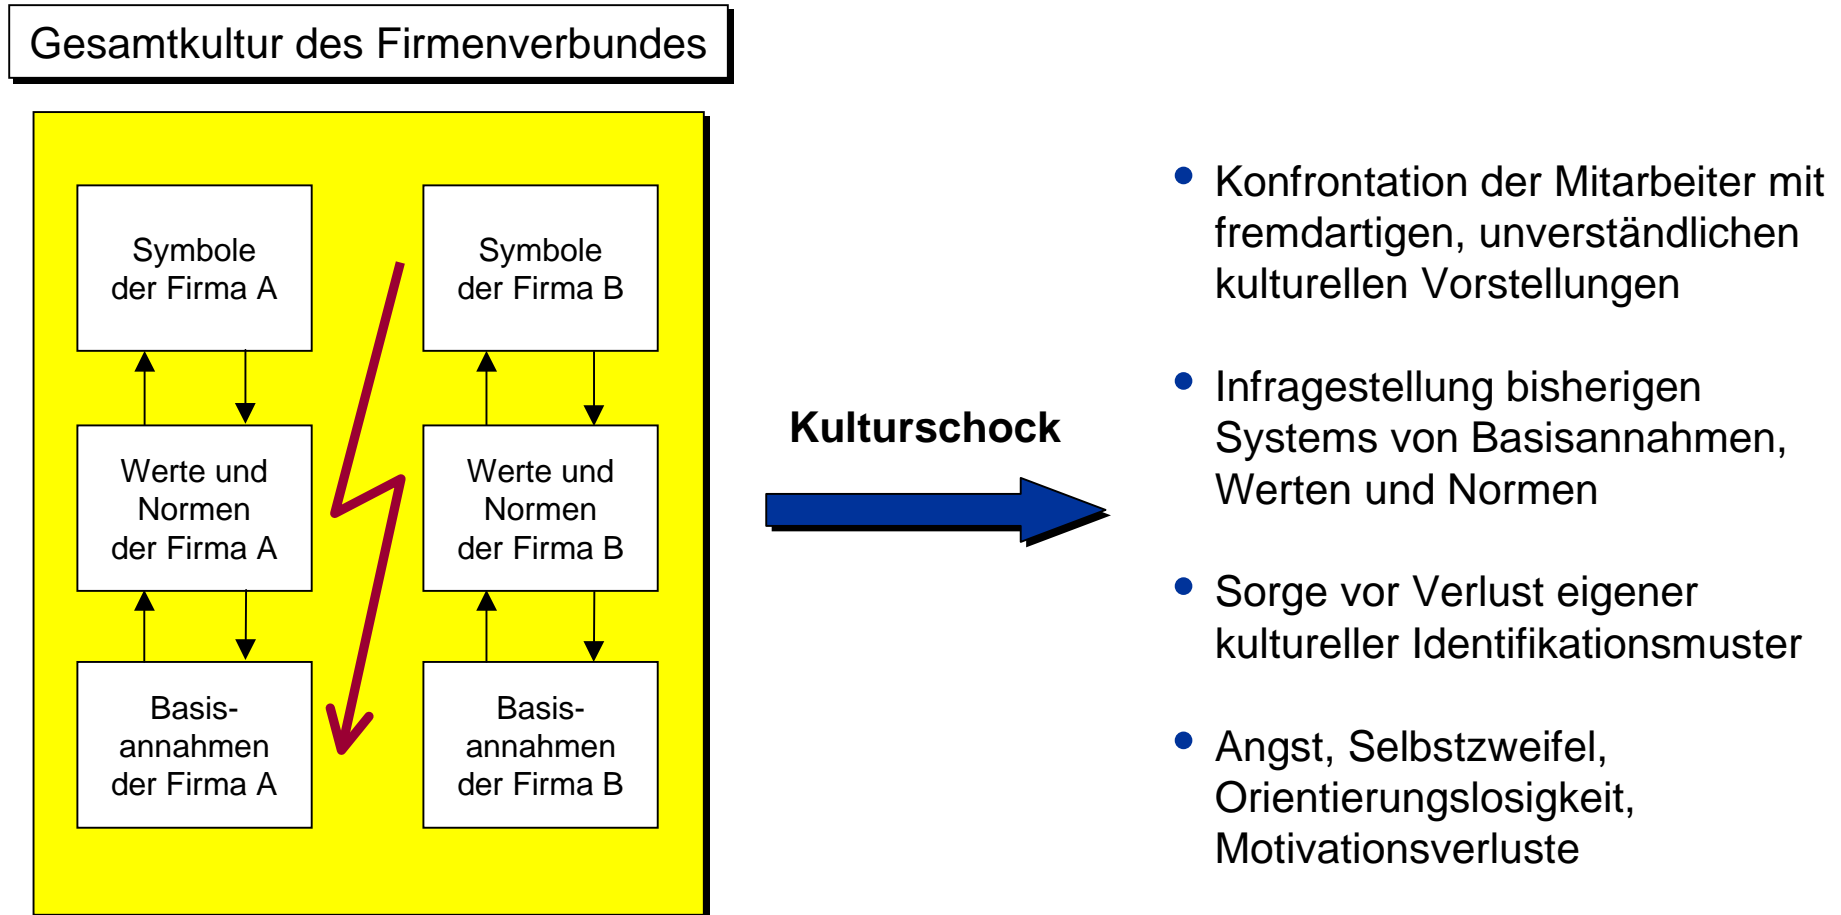 Gesamtkultur des Firmenverbundes
Symbole
der Firma A
Symbole
der Firma B
Werte und
Normen
der Firma A
Werte und
Normen
der Firma B
Basis-
annahmen
der Firma A
Basis-
annahmen
der Firma B
Kulturschock
• Konfrontation der Mitarbeiter mit
fremdartigen, unverständlichen
kulturellen Vorstellungen
• Infragestellung bisherigen
Systems von Basisannahmen,
Werten und Normen
• Sorge vor Verlust eigener
kultureller Identifikationsmuster
• Angst, Selbstzweifel,
Orientierungslosigkeit,
Motivationsverluste